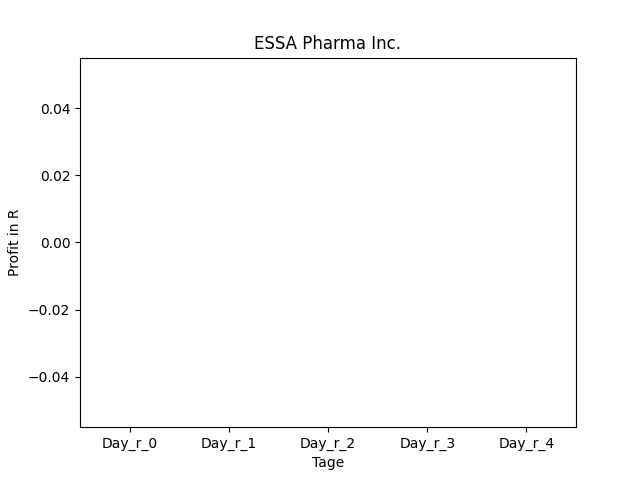 ESSA Pharma Inc.
0.04
0.02
0.00
−0.02
−0.04
Profit in R
Day_r_0 Day_r_1 Day_r_2 Day_r_3 Day_r_4
Tage